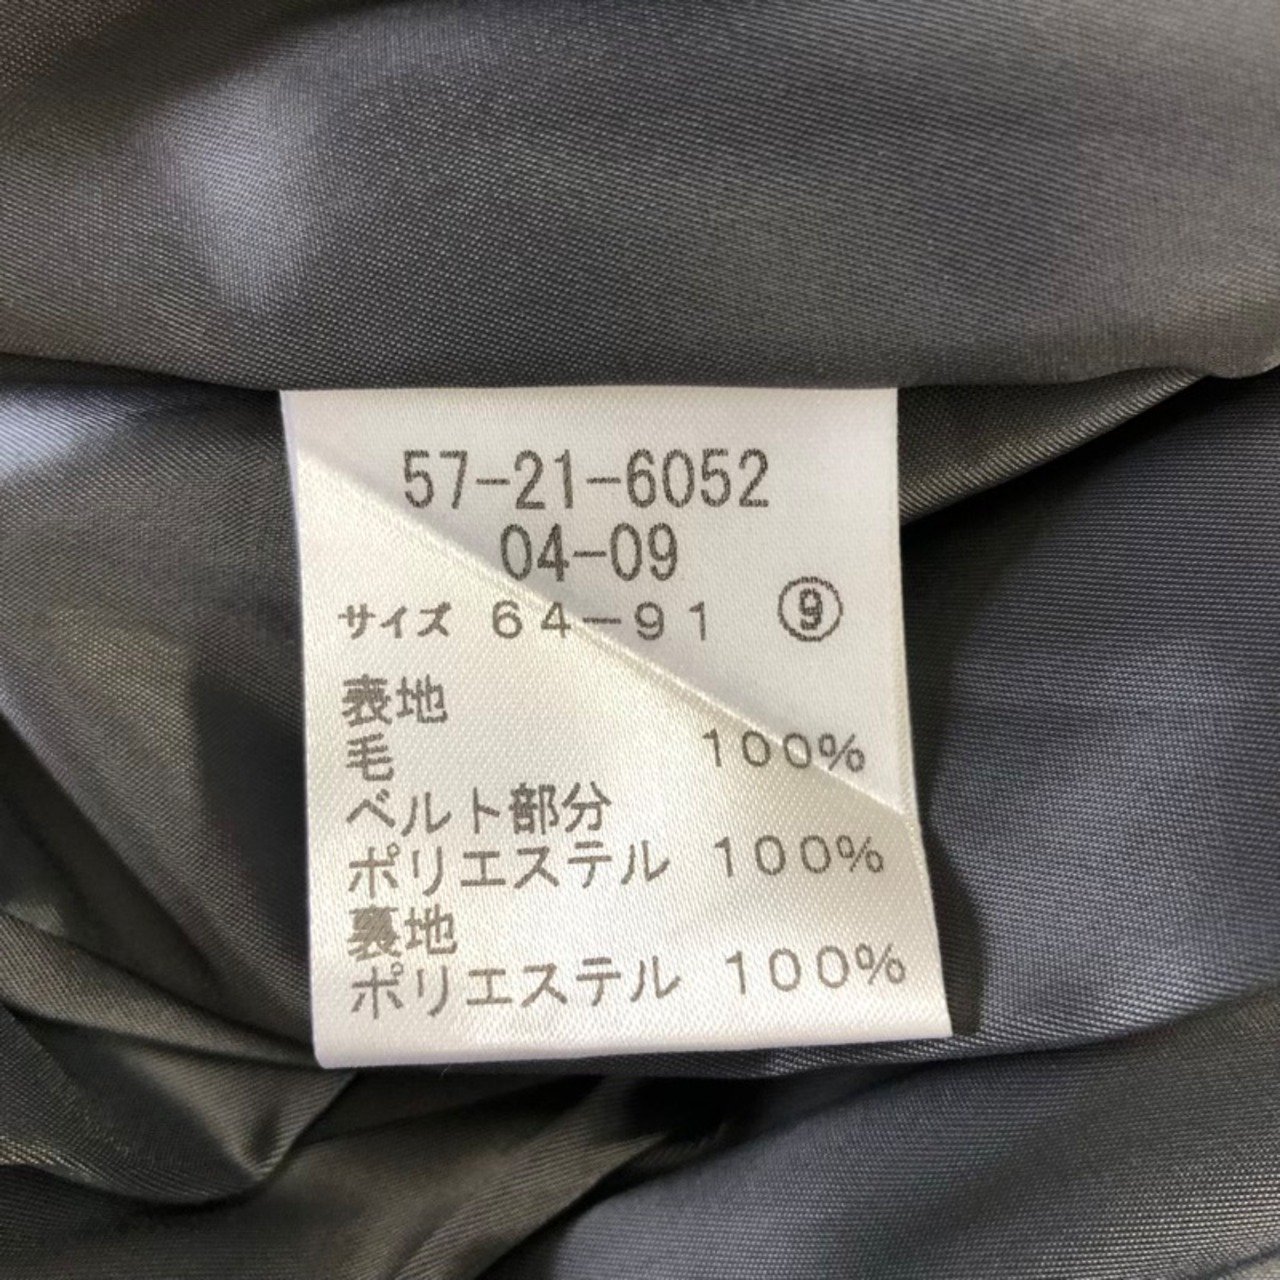 57-21-6052
04-09
サイズ 64-91 ⑨
表地
毛 100%
ベルト部分
ポリエステル 100%
裏地
ポリエステル 100%